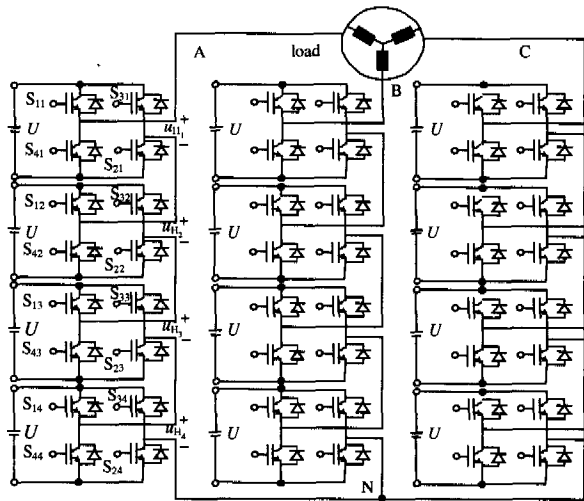 A
load
C
B
S11
S31
U
u11
+
−
S41
S21
U
U
S12
S32
U
uH2
+
−
S42
S22
U
U
S13
S33
U
uH3
+
−
S43
S23
U
U
S14
S34
U
uH4
+
−
S44
S24
U
U
N